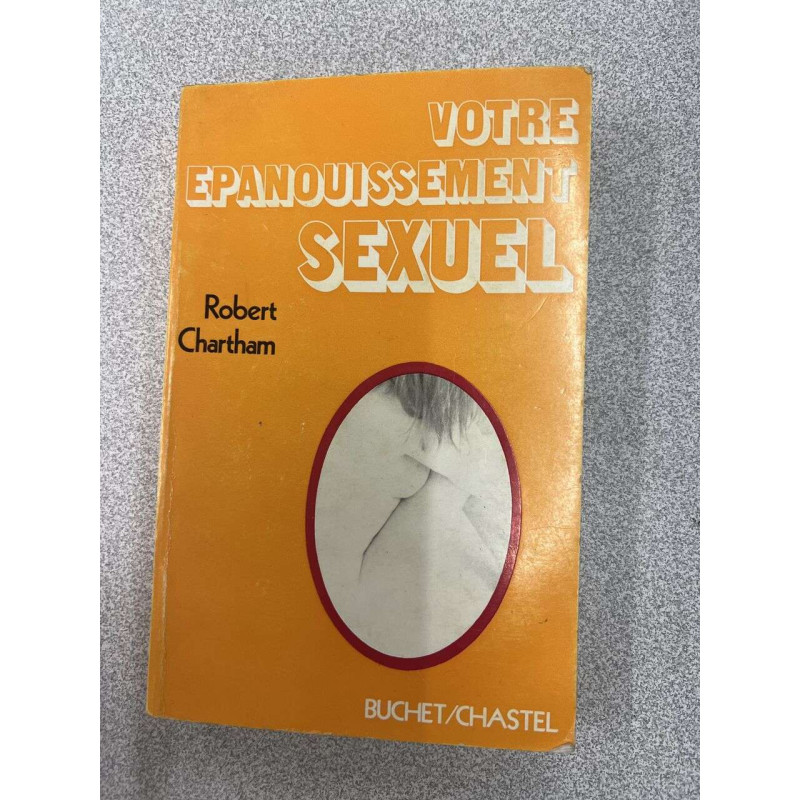 VOTRE
EPANOUISSEMENT
SEXUEL
Robert
Chartham
BUCHET/CHASTEL